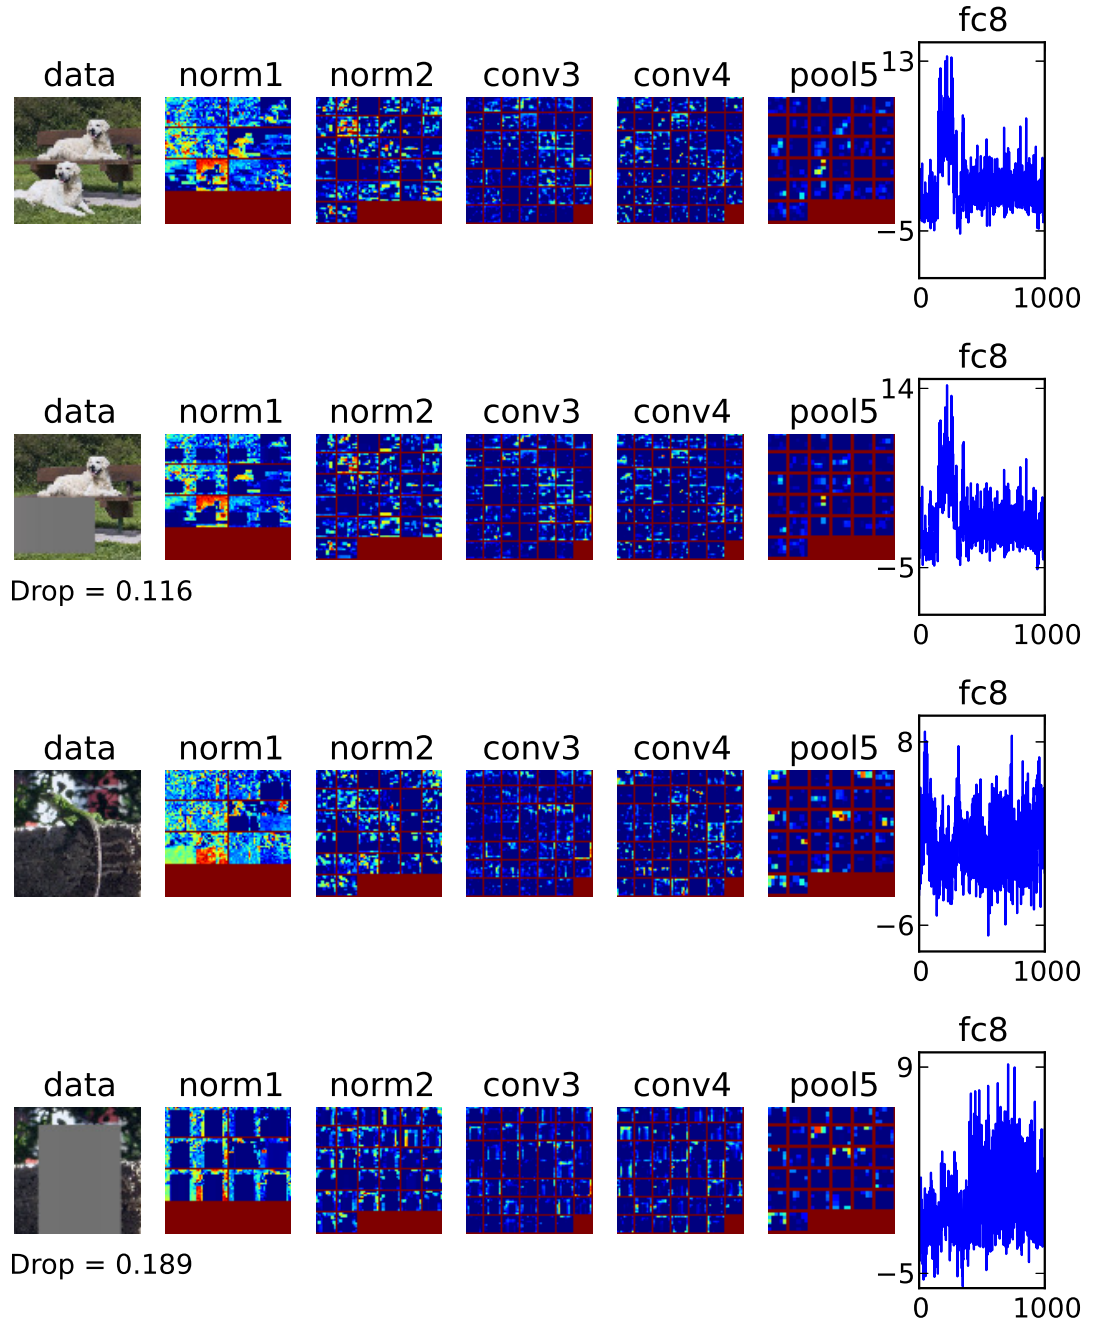 fc8
data norm1 norm2 conv3 conv4 pool5
13
−5
0 1000
fc8
data norm1 norm2 conv3 conv4 pool5
14
−5
0 1000
Drop = 0.116
fc8
data norm1 norm2 conv3 conv4 pool5
8
−6
0 1000
fc8
data norm1 norm2 conv3 conv4 pool5
9
−5
0 1000
Drop = 0.189